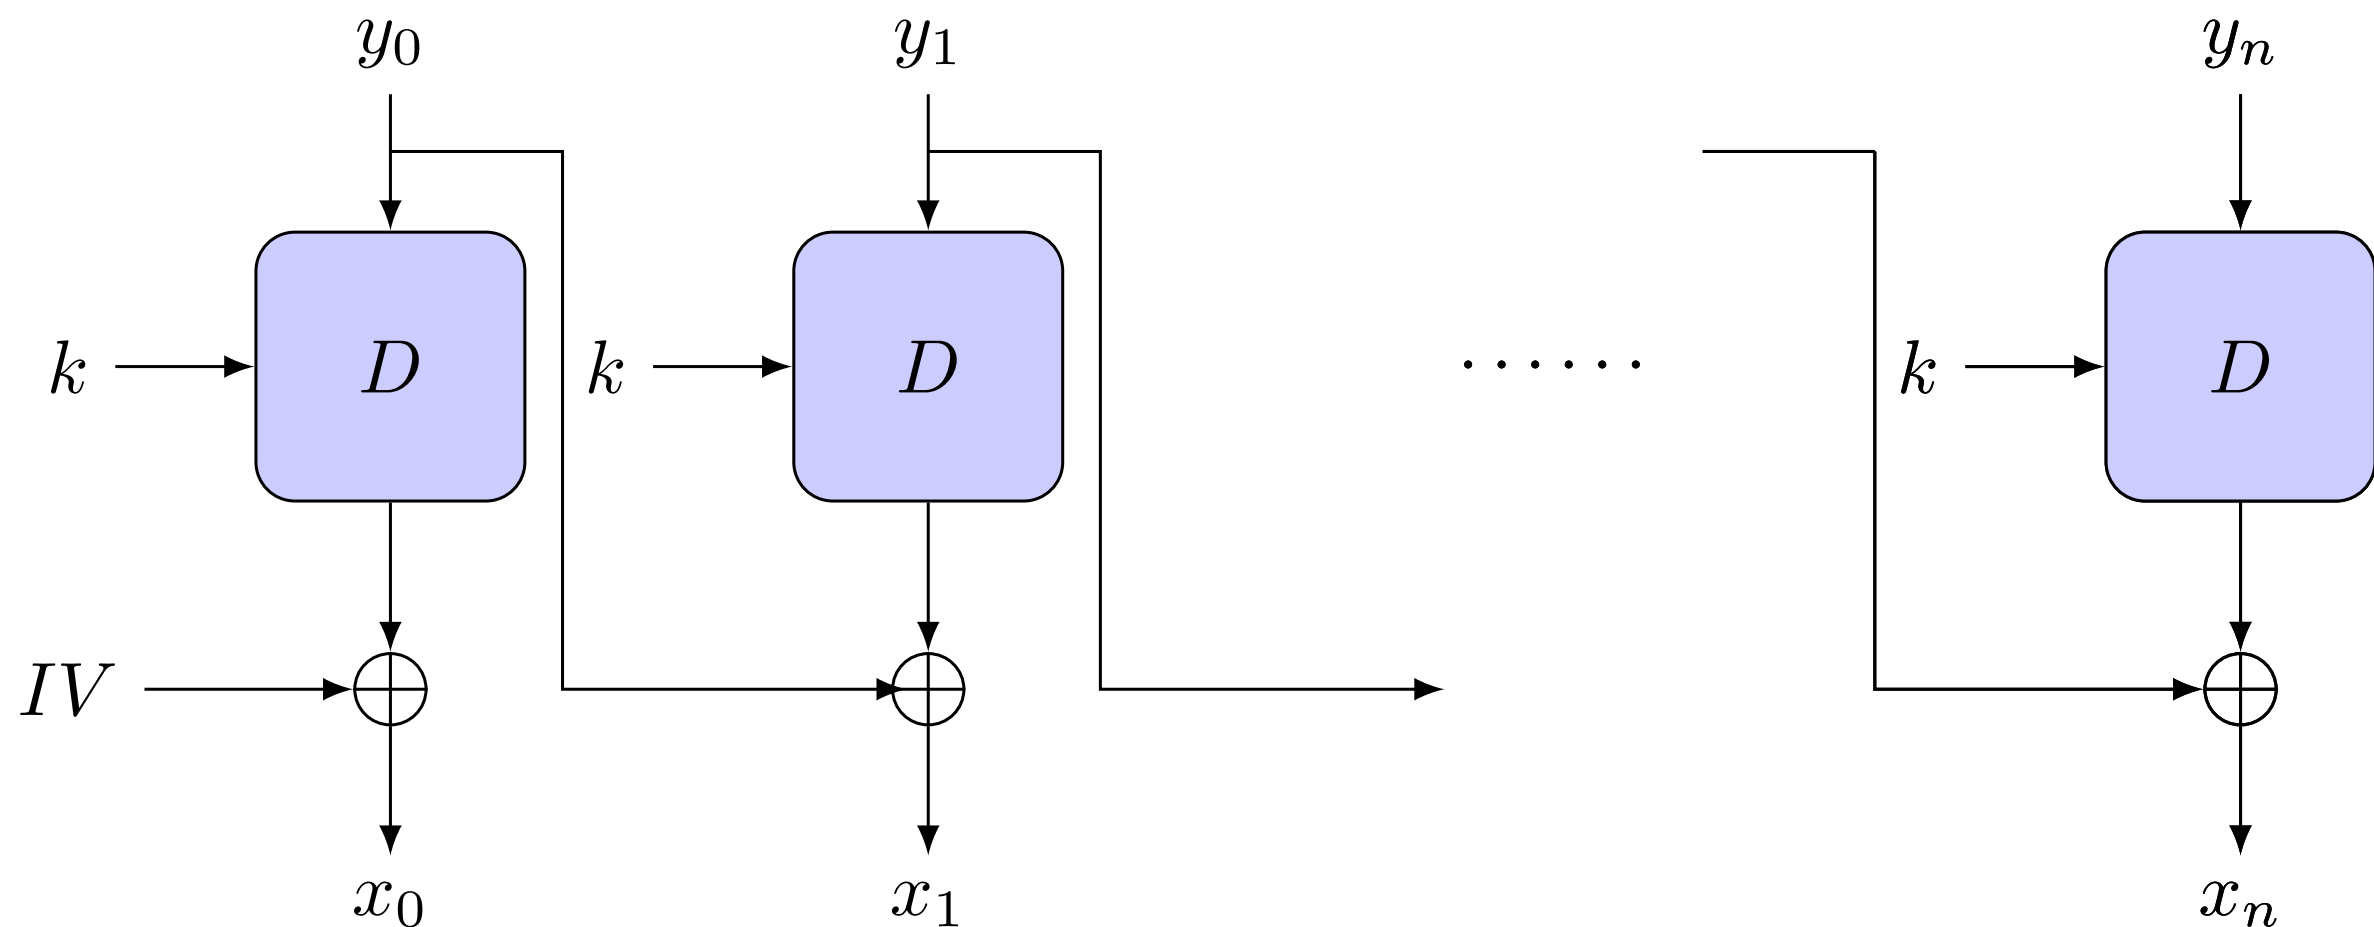 y₀ y₁ yₙ
k D k D ...... k D
IV
x₀ x₁ xₙ